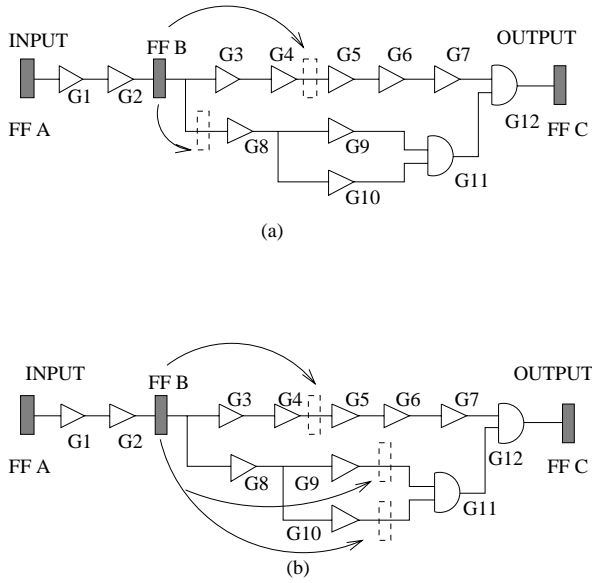 INPUT FF B G3 G4 G5 G6 G7 OUTPUT
G1 G2
FF A G12 FF C
G8 G9 G11
G10
(a)
INPUT FF B G3 G4 G5 G6 G7 OUTPUT
G1 G2
FF A G12 FF C
G8 G9 G11
G10
(b)